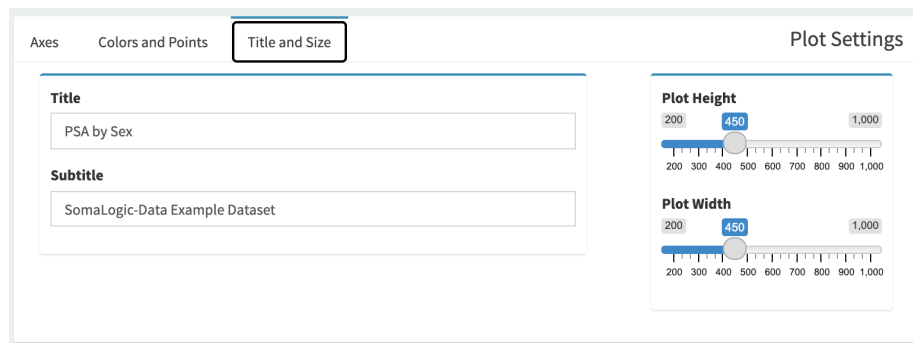 Axes Colors and Points Title and Size Plot Settings
Title
PSA by Sex
Subtitle
SomaLogic-Data Example Dataset
Plot Height
200 450 1,000
200 300 400 500 600 700 800 900 1,000
Plot Width
200 450 1,000
200 300 400 500 600 700 800 900 1,000